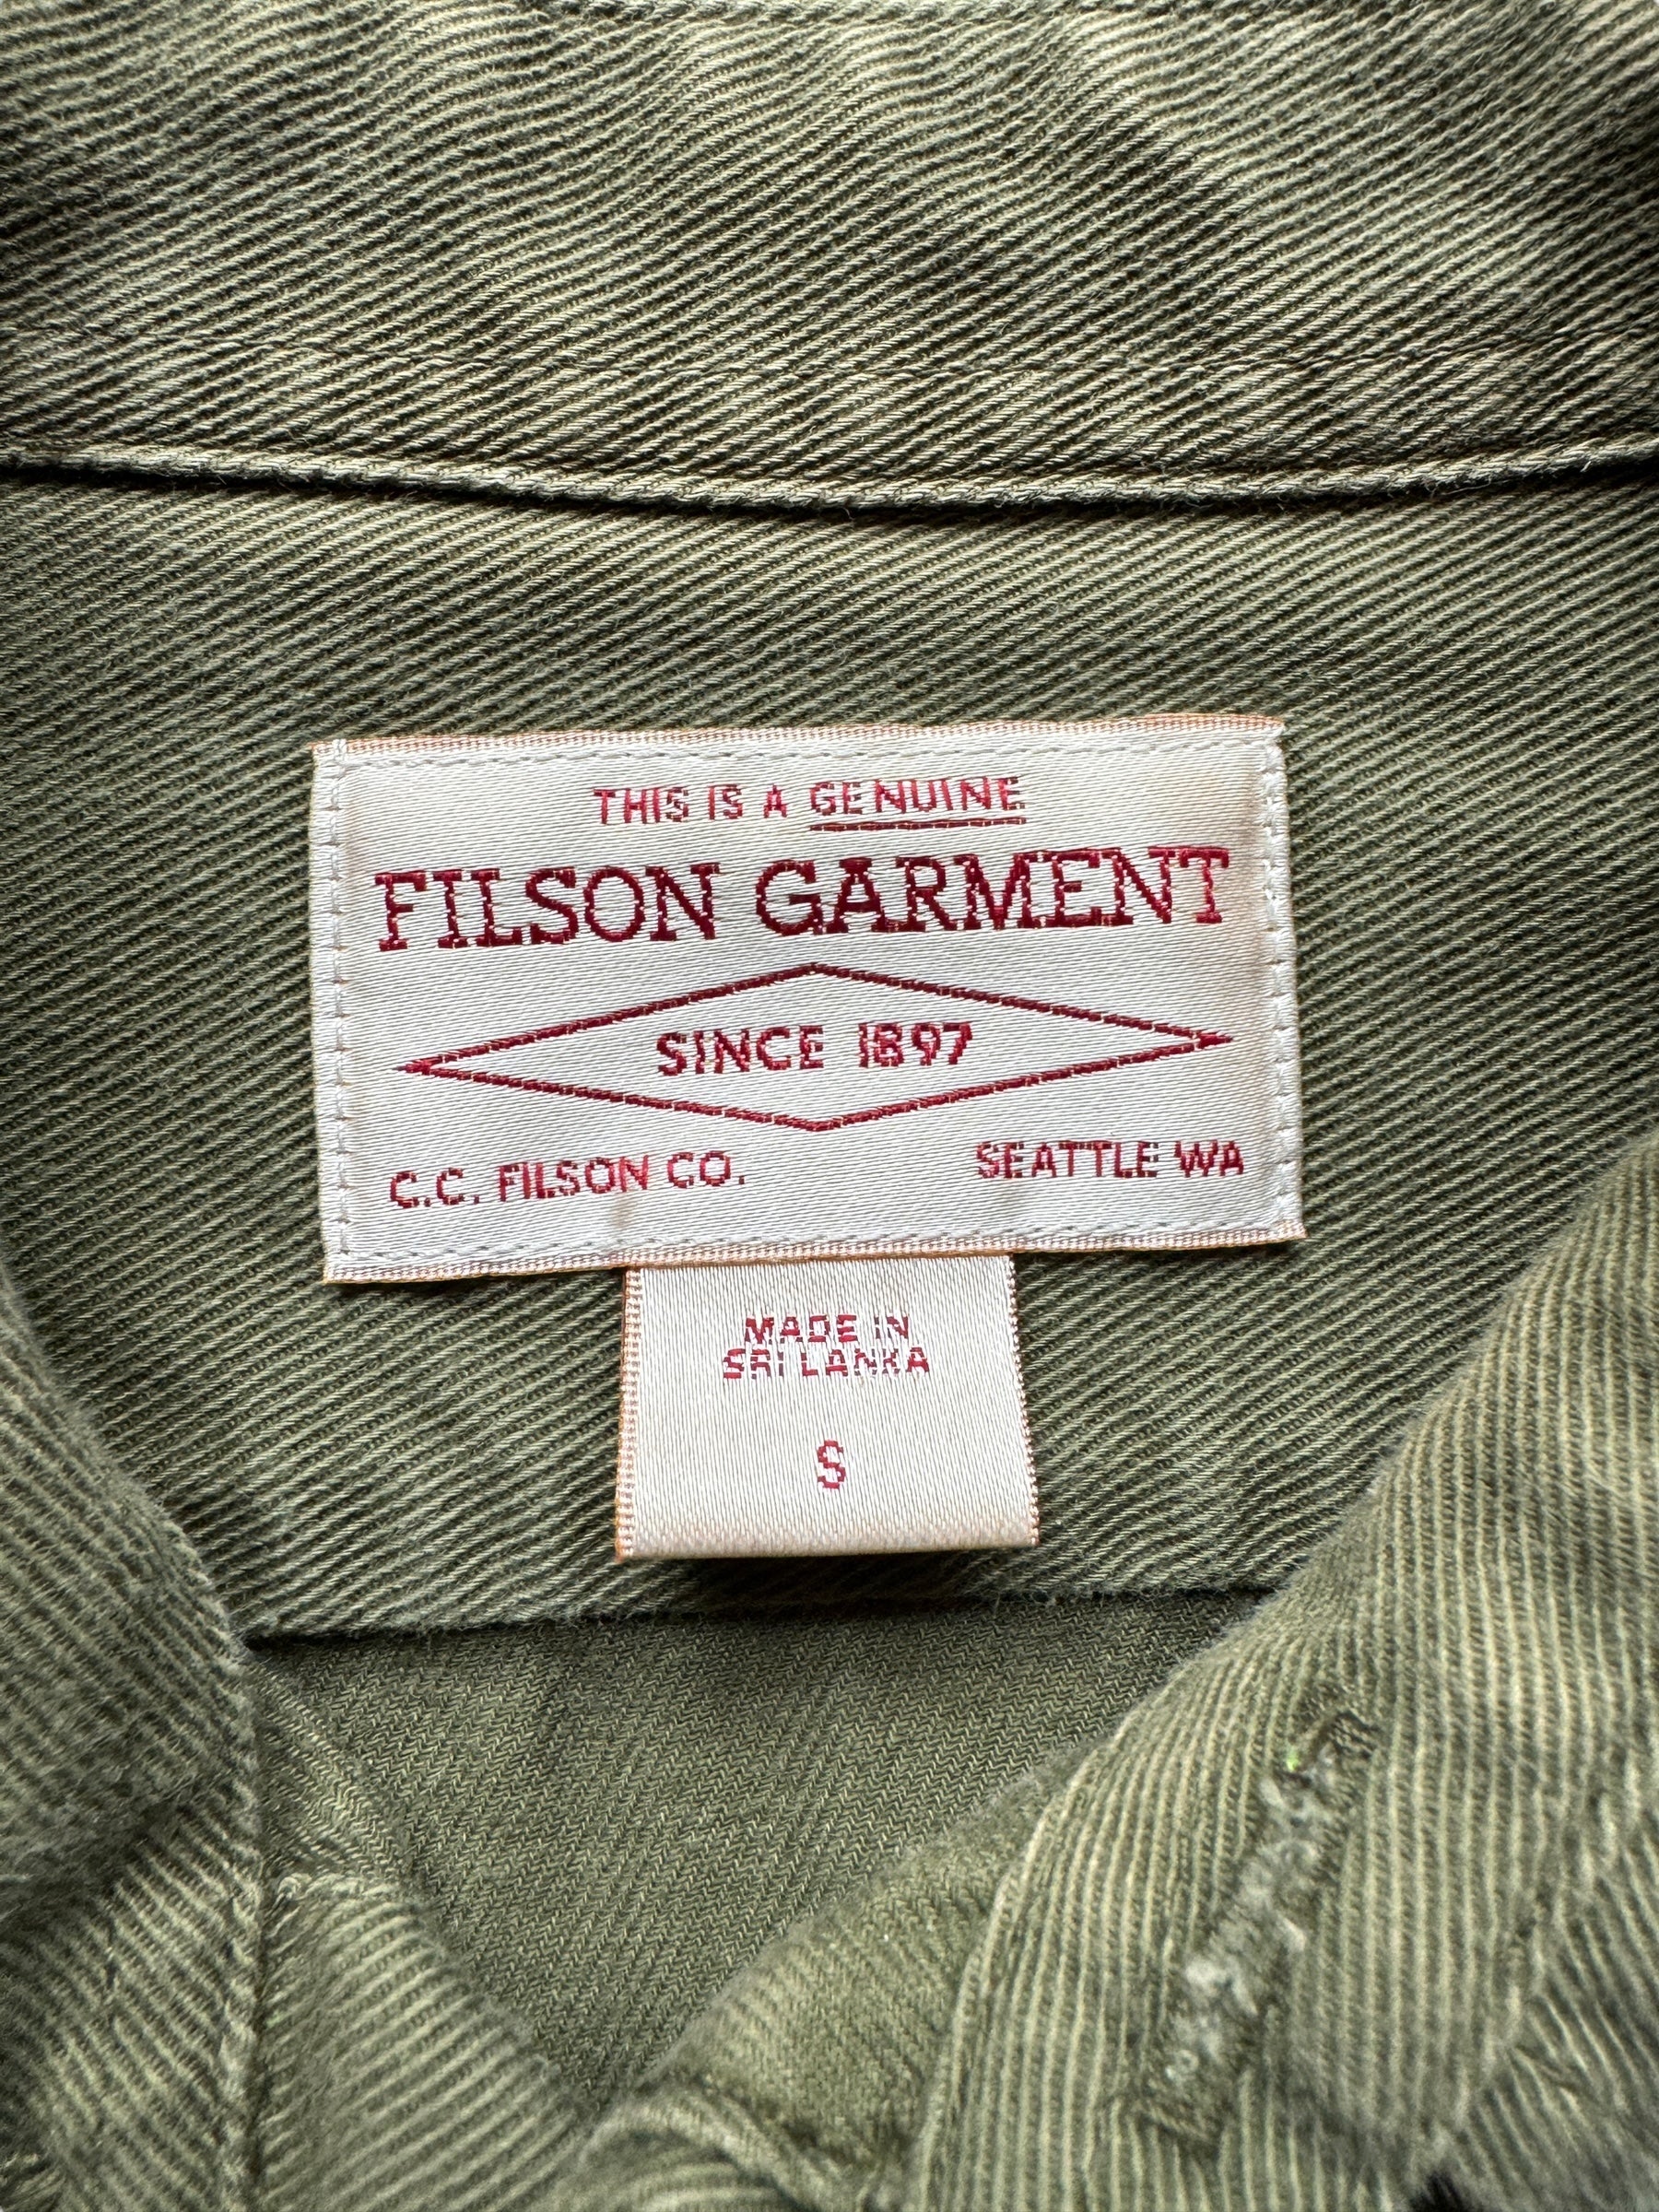 THIS IS A GENUINE
FILSON GARMENT
SINCE 1897
C.C. FILSON CO. SEATTLE WA
MADE IN
SRI LANKA
S